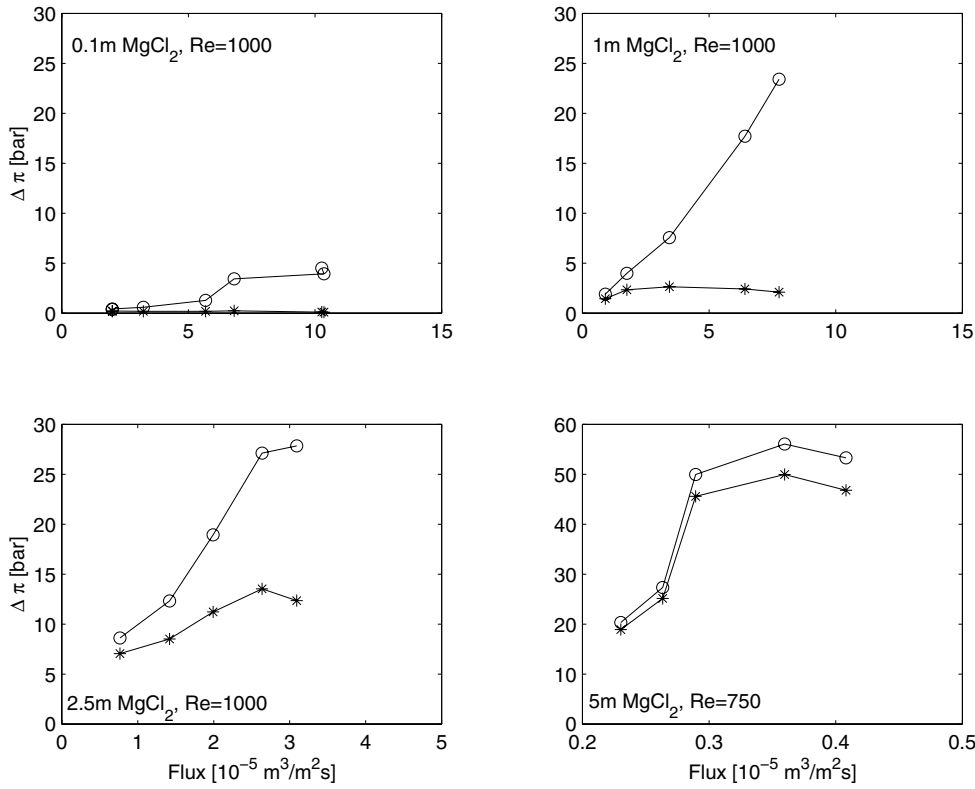 0.1m MgCl2, Re=1000
Δ π [bar]
30
25
20
15
10
5
0
0 5 10 15
1m MgCl2, Re=1000
30
25
20
15
10
5
0
0 5 10 15
2.5m MgCl2, Re=1000
Δ π [bar]
30
25
20
15
10
5
0
0 1 2 3 4 5
Flux [10−5 m3/m2s]
5m MgCl2, Re=750
60
50
40
30
20
10
0
0.2 0.3 0.4 0.5
Flux [10−5 m3/m2s]